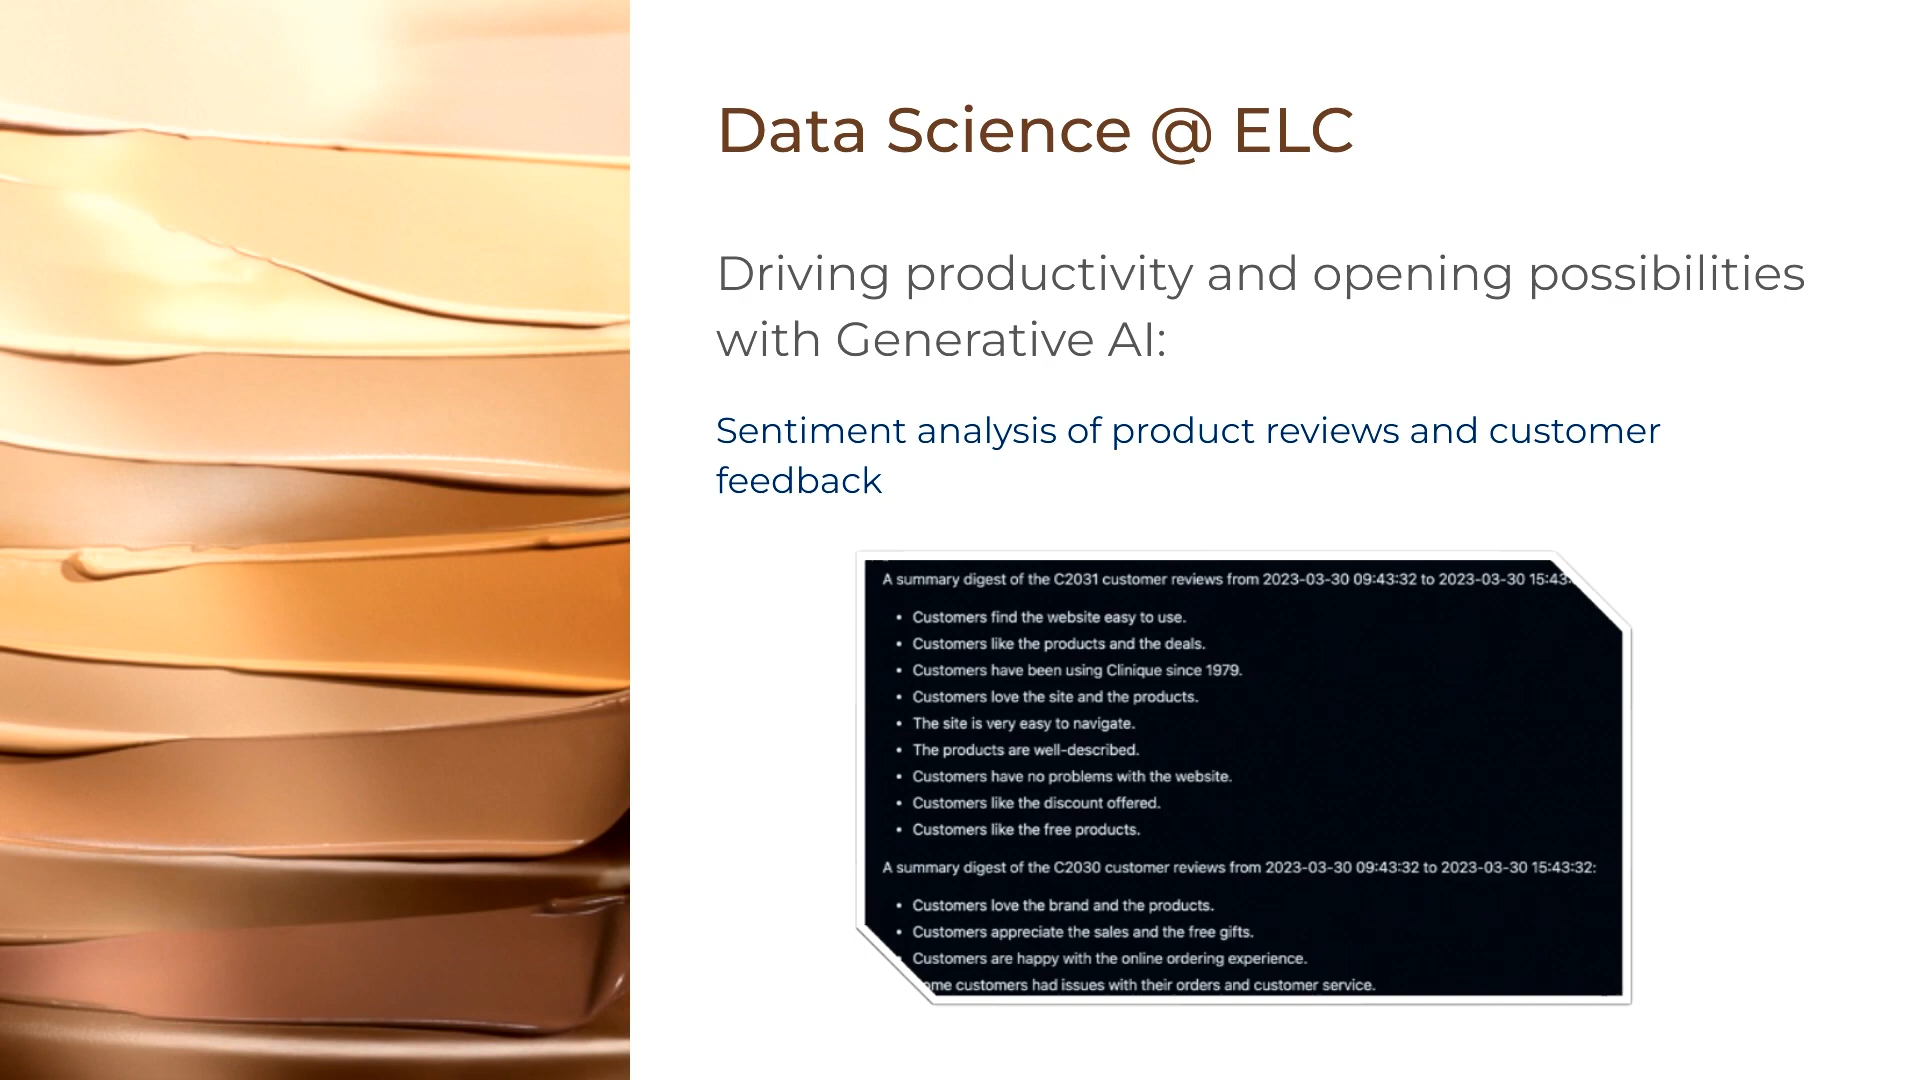 Data Science @ ELC
Driving productivity and opening possibilities
with Generative AI:
Sentiment analysis of product reviews and customer
feedback
A summary digest of the C2031 customer reviews from 2023-03-30 09:43:32 to 2023-03-30 15:43:
• Customers find the website easy to use.
• Customers like the products and the deals.
• Customers have been using Clinique since 1979.
• Customers love the site and the products.
• The site is very easy to navigate.
• The products are well-described.
• Customers have no problems with the website.
• Customers like the discount offered.
• Customers like the free products.
A summary digest of the C2030 customer reviews from 2023-03-30 09:43:32 to 2023-03-30 15:43:32:
• Customers love the brand and the products.
• Customers appreciate the sales and the free gifts.
• Customers are happy with the online ordering experience.
ome customers had issues with their orders and customer service.